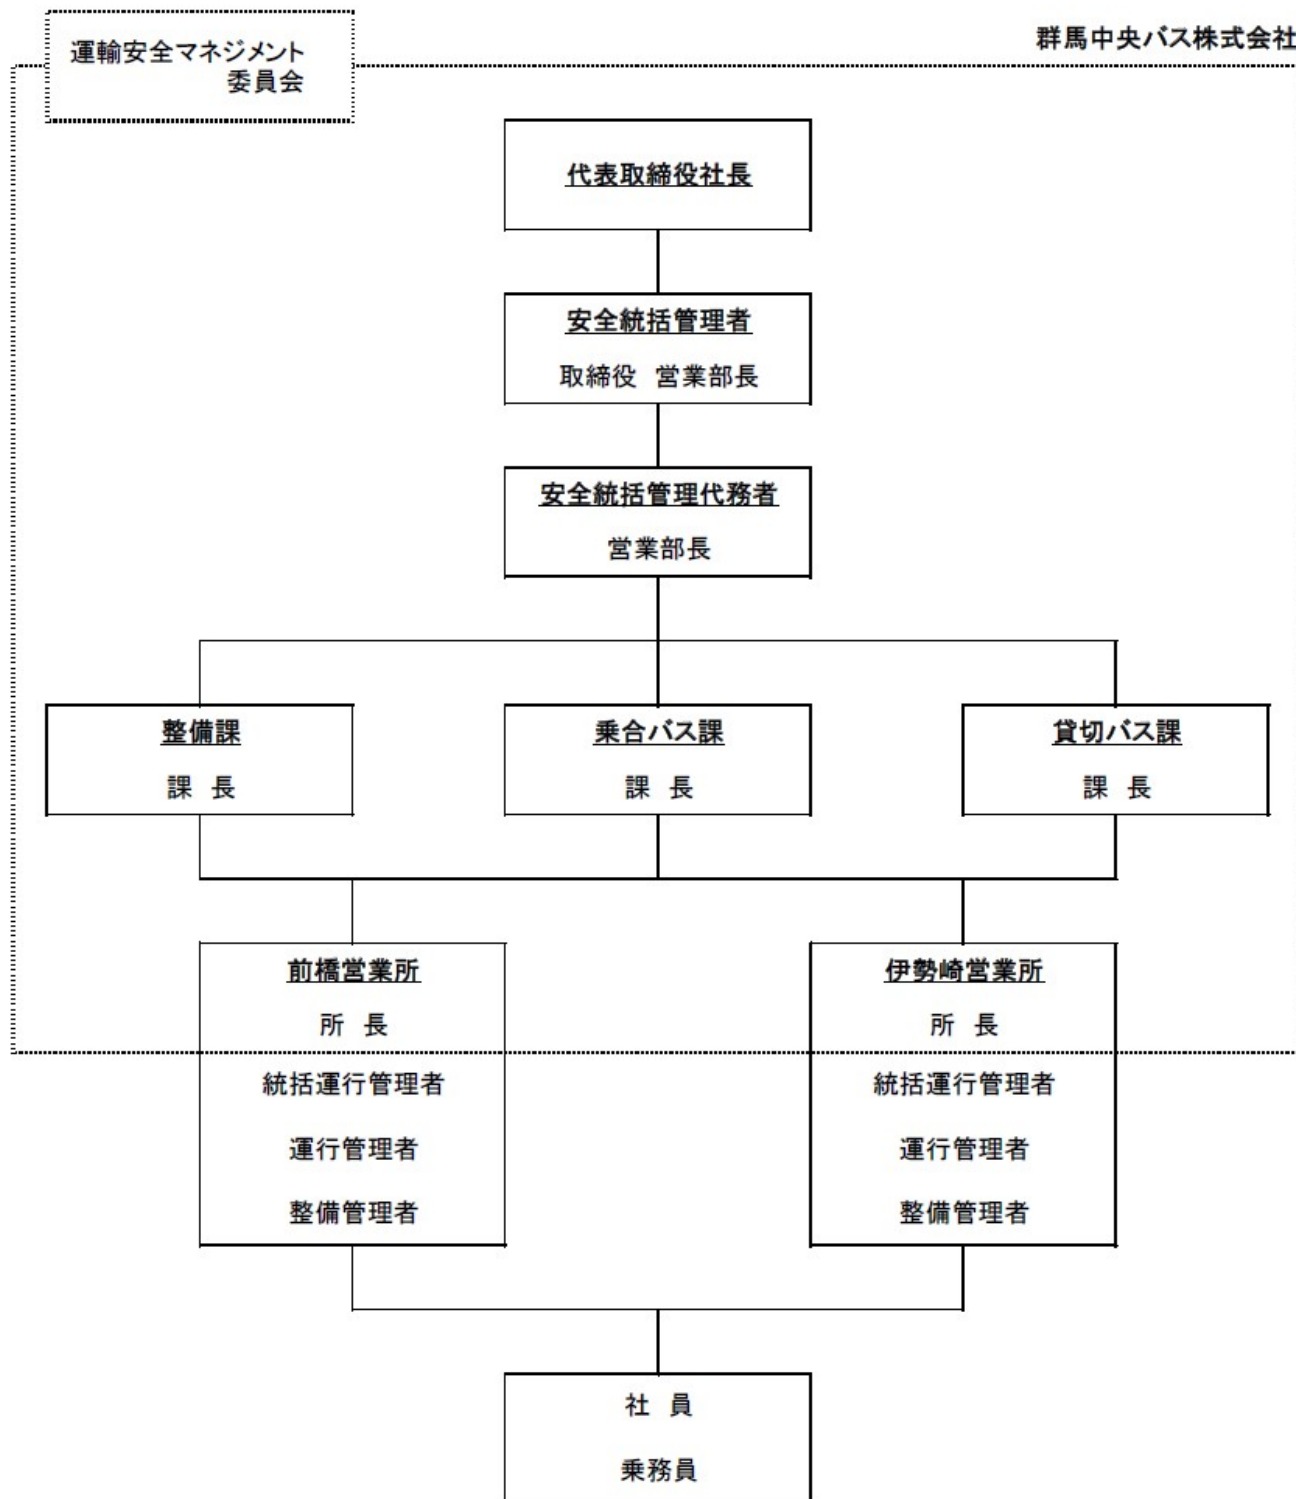 運輸安全マネジメント
委員会
群馬中央バス株式会社
代表取締役社長
安全統括管理者
取締役 営業部長
安全統括管理代務者
営業部長
整備課
課 長
乗合バス課
課 長
貸切バス課
課 長
前橋営業所
所 長
統括運行管理者
運行管理者
整備管理者
伊勢崎営業所
所 長
統括運行管理者
運行管理者
整備管理者
社 員
乗務員